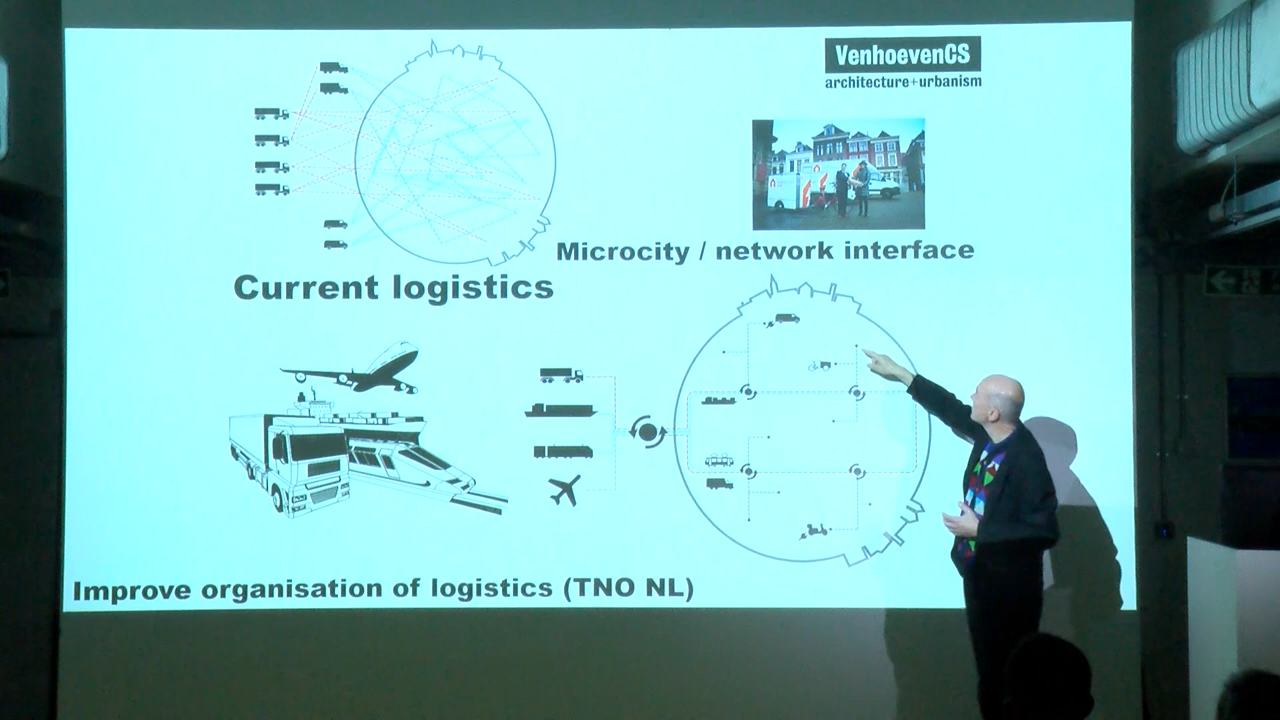 VenhoevenCS
architecture+urbanism
Microcity / network interface
Current logistics
Improve organisation of logistics (TNO NL)